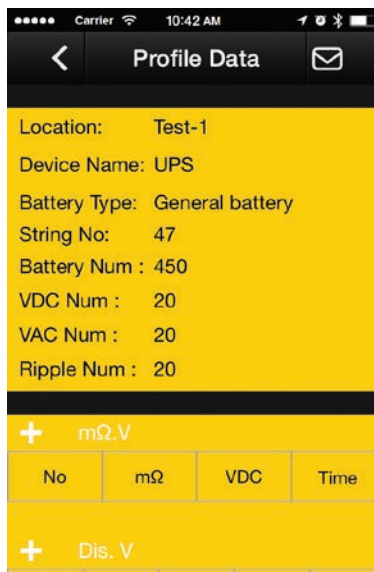 Carrier 10:42 AM
Profile Data
Location: Test-1
Device Name: UPS
Battery Type: General battery
String No: 47
Battery Num : 450
VDC Num : 20
VAC Num : 20
Ripple Num : 20
+ mΩ.V
No mΩ VDC Time
+ Dis. V